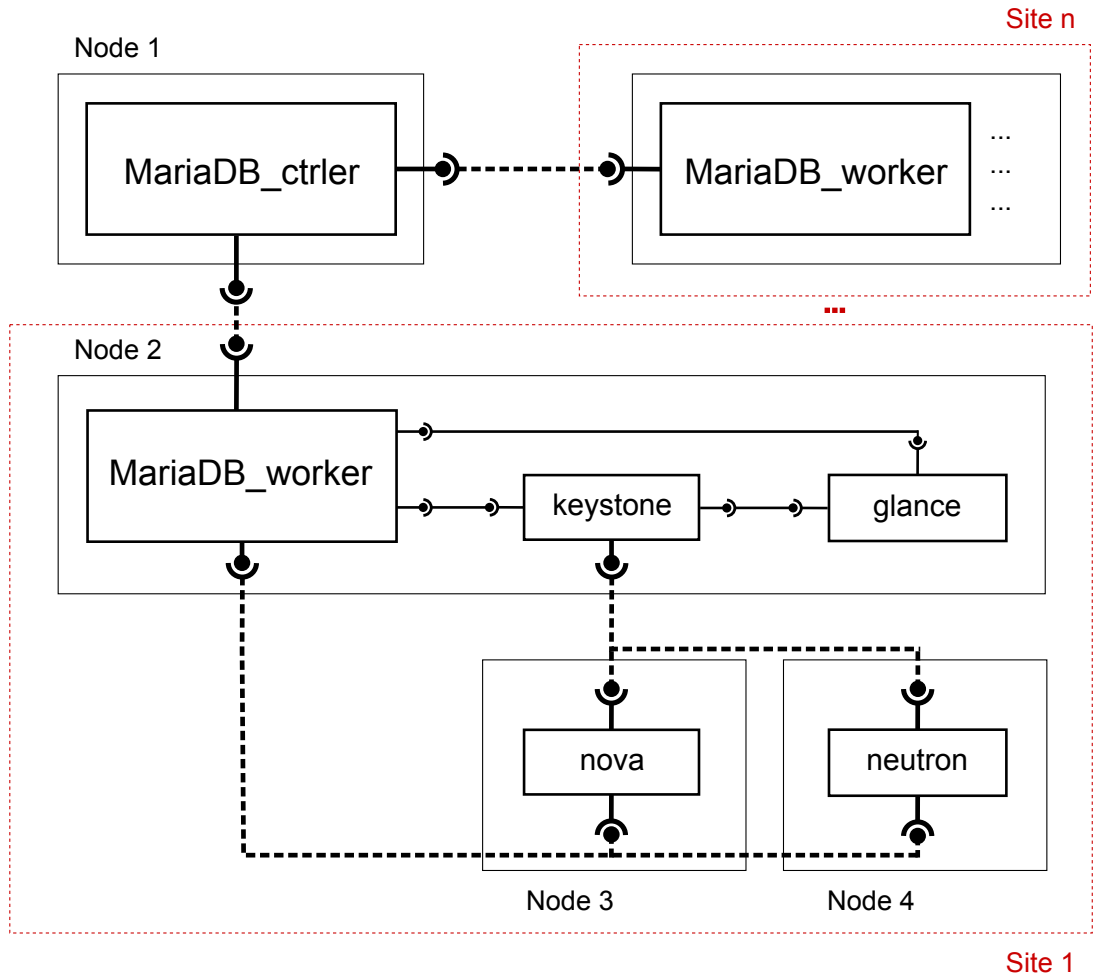 Site n
Node 1
MariaDB_ctrler
MariaDB_worker
...
...
...
...
Node 2
MariaDB_worker
keystone
glance
nova
neutron
Node 3
Node 4
Site 1